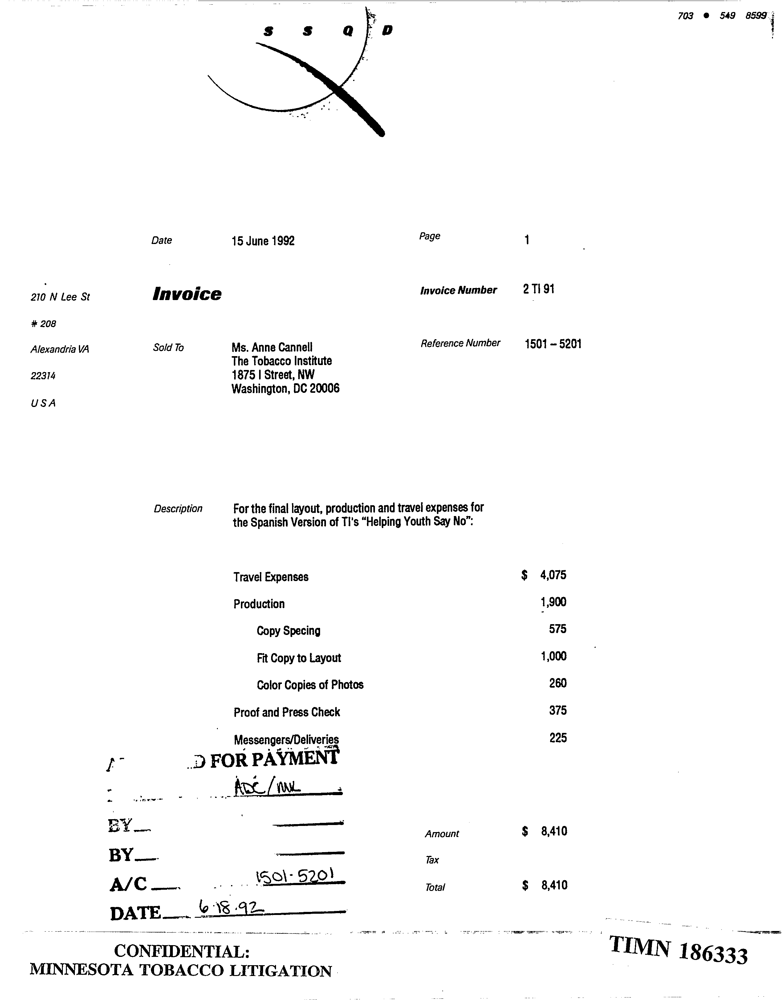 703 ● 549 8599
S S Q D
Date 15 June 1992 Page 1
210 N Lee St Invoice Invoice Number 2 TI 91
# 208
Alexandria VA Sold To Ms. Anne Cannell Reference Number 1501 – 5201
The Tobacco Institute
22314 1875 I Street, NW
Washington, DC 20006
U S A
Description For the final layout, production and travel expenses for
the Spanish Version of TI's "Helping Youth Say No":
Travel Expenses $ 4,075
Production 1,900
Copy Specing 575
Fit Copy to Layout 1,000
Color Copies of Photos 260
Proof and Press Check 375
Messengers/Deliveries 225
D FOR PAYMENT
BY
Amount $ 8,410
BY
Tax
A/C 1501-5201
Total $ 8,410
DATE 6·18·92
CONFIDENTIAL:
MINNESOTA TOBACCO LITIGATION
TIMN 186333